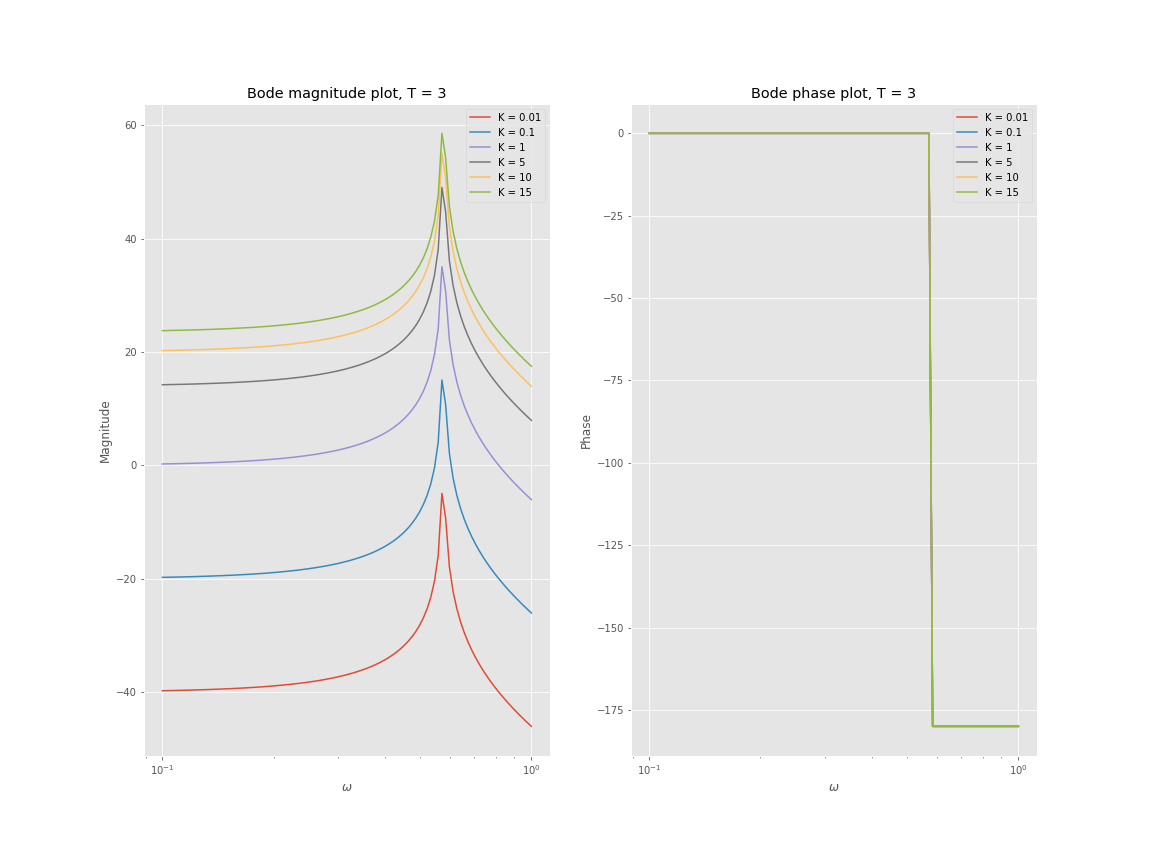 Bode magnitude plot, T = 3
K = 0.01
K = 0.1
K = 1
K = 5
K = 10
K = 15
60
40
20
0
−20
−40
Magnitude
10⁻¹
10⁰
ω
Bode phase plot, T = 3
K = 0.01
K = 0.1
K = 1
K = 5
K = 10
K = 15
0
−25
−50
−75
−100
−125
−150
−175
Phase
10⁻¹
10⁰
ω